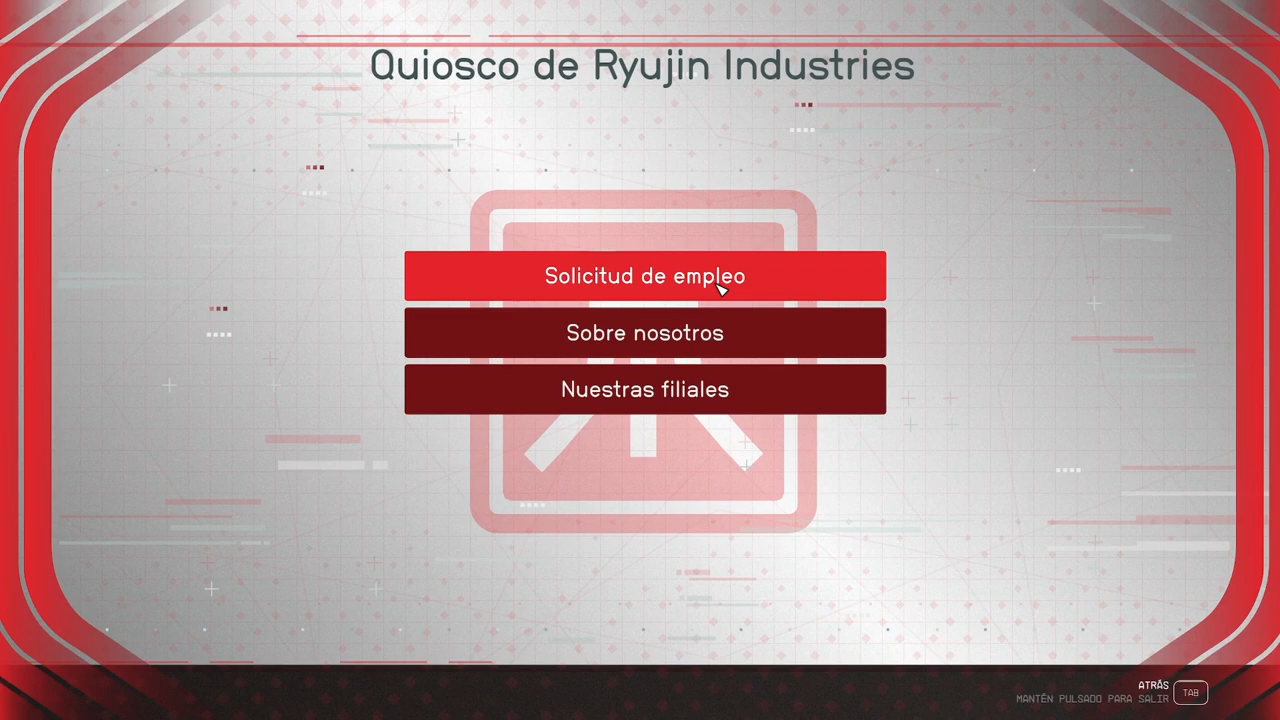 Quiosco de Ryujin Industries
Solicitud de empleo
Sobre nosotros
Nuestras filiales
ATRÁS
MANTÉN PULSADO PARA SALIR
TAB